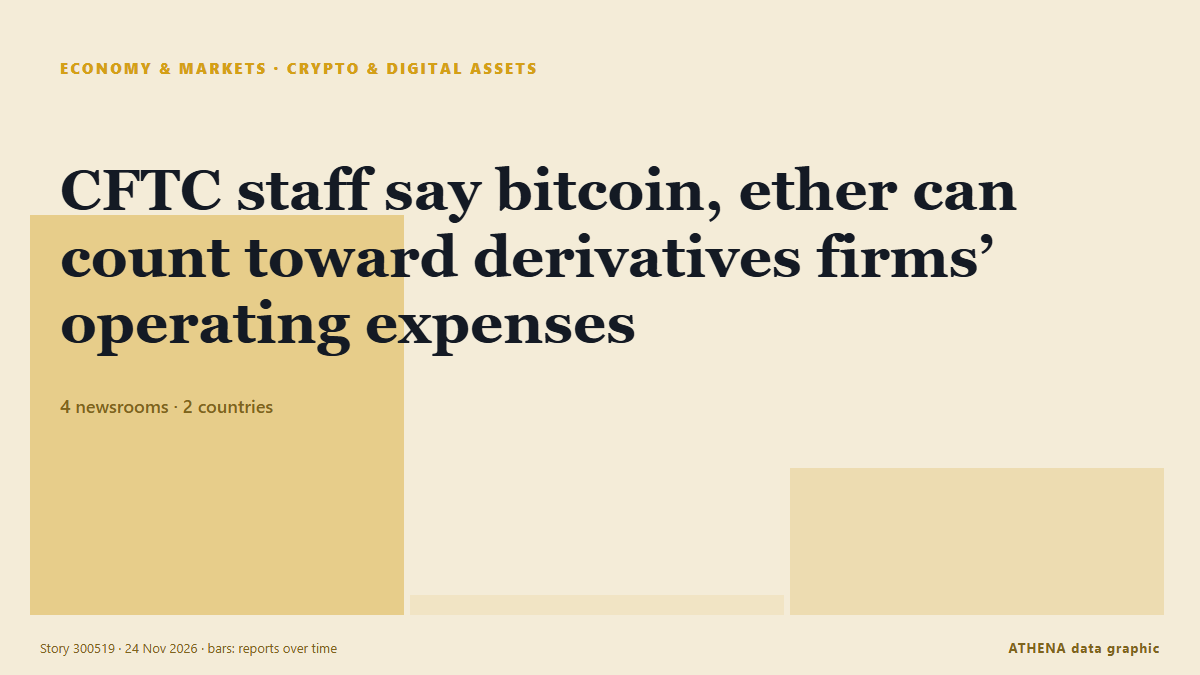 ECONOMY & MARKETS · CRYPTO & DIGITAL ASSETS
CFTC staff say bitcoin, ether can
count toward derivatives firms’
operating expenses
4 newsrooms · 2 countries
Story 300519 · 24 Nov 2026 · bars: reports over time
ATHENA data graphic